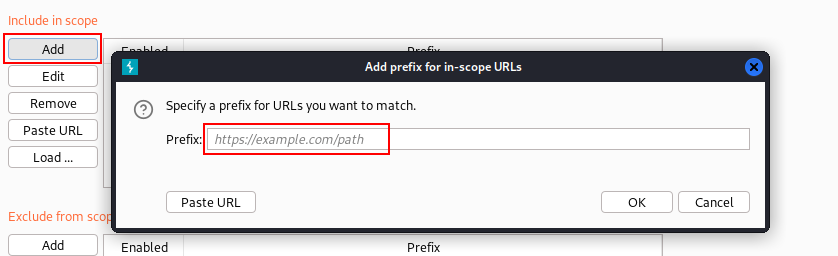 Include in scope
Add
Enabled Prefix
Edit
Remove
Paste URL
Load ...
Add prefix for in-scope URLs
Specify a prefix for URLs you want to match.
Prefix: https://example.com/path
Paste URL OK Cancel
Exclude from scop
Add
Enabled Prefix